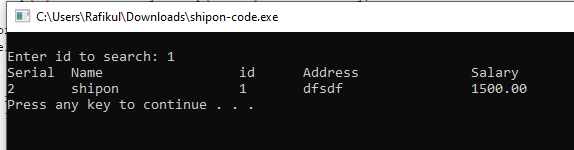 C:\Users\Rafikul\Downloads\shipon-code.exe
Enter id to search: 1
Serial  Name                 id      Address              Salary
2       shipon               1       dfsdf                1500.00
Press any key to continue . . .